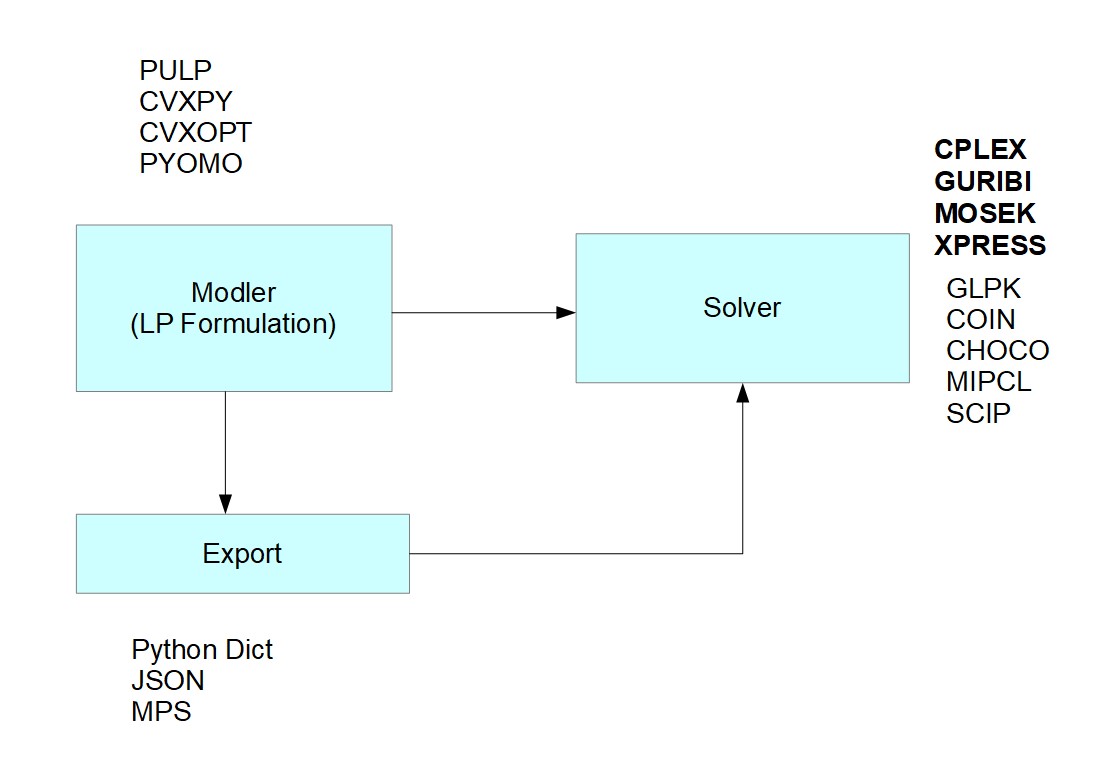 PULP
CVXPY
CVXOPT
PYOMO
CPLEX
GURIBI
MOSEK
XPRESS
Modler
(LP Formulation)
Solver
GLPK
COIN
CHOCO
MIPCL
SCIP
Export
Python Dict
JSON
MPS